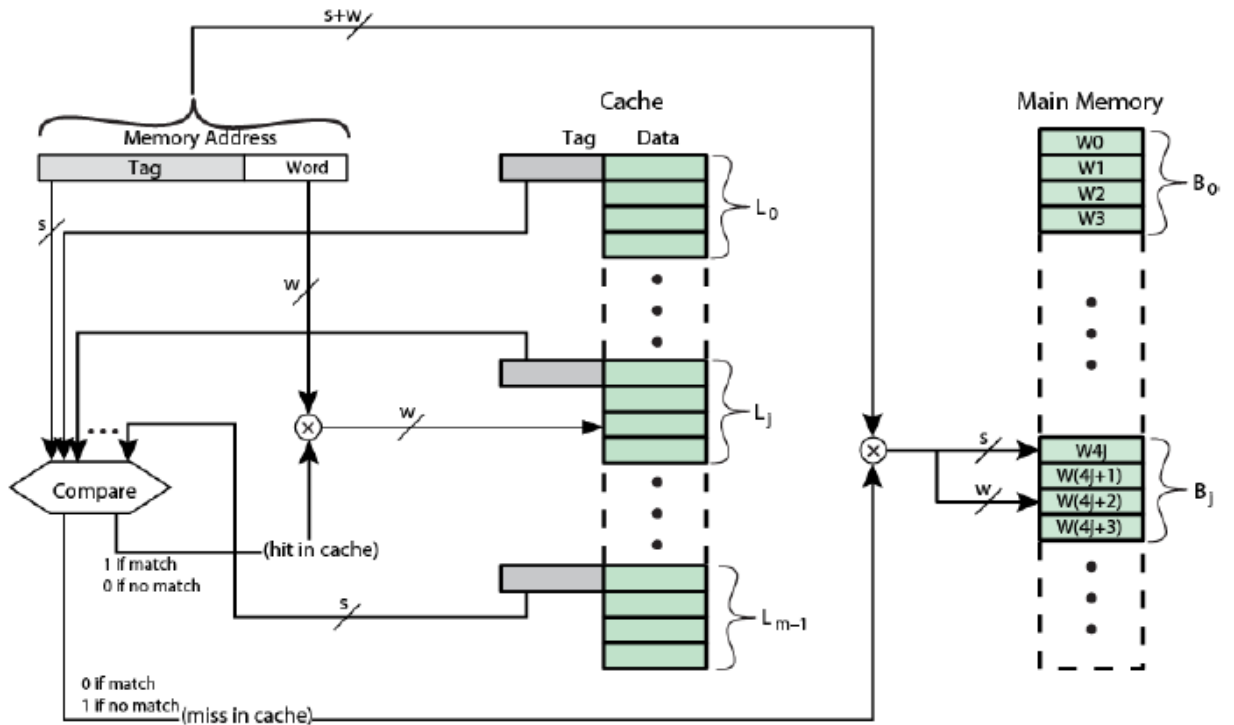 s+w
Cache
Main Memory
Memory Address
Tag Data
Tag Word
W0
W1
W2
W3
B0
L0
s
w
Lj
w
s
W4j
W(4j+1)
W(4j+2)
W(4j+3)
w
Bj
Compare
(hit in cache)
1 if match
0 if no match
s
Lm–1
0 if match
1 if no match
(miss in cache)